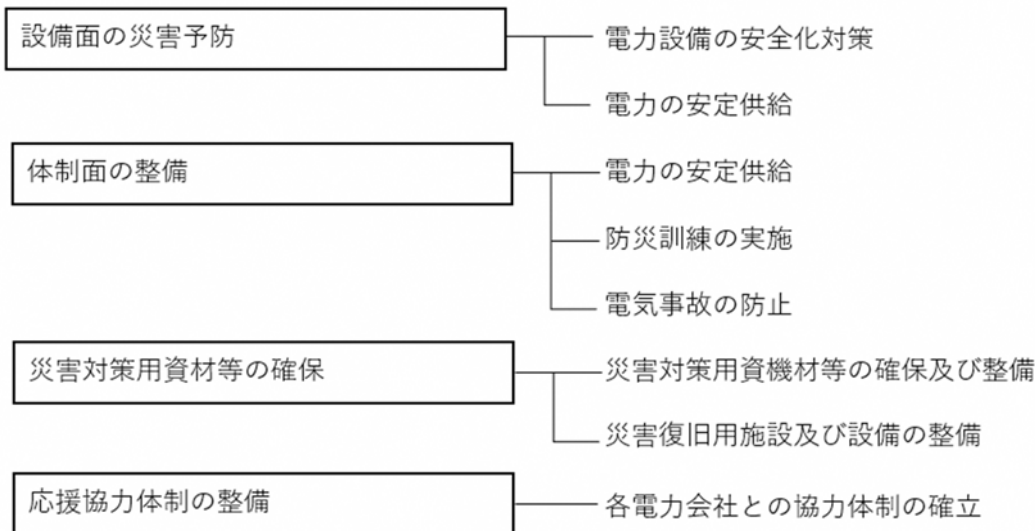 設備面の災害予防
電力設備の安全化対策
電力の安定供給
体制面の整備
電力の安定供給
防災訓練の実施
電気事故の防止
災害対策用資材等の確保
災害対策用資機材等の確保及び整備
災害復旧用施設及び設備の整備
応援協力体制の整備
各電力会社との協力体制の確立